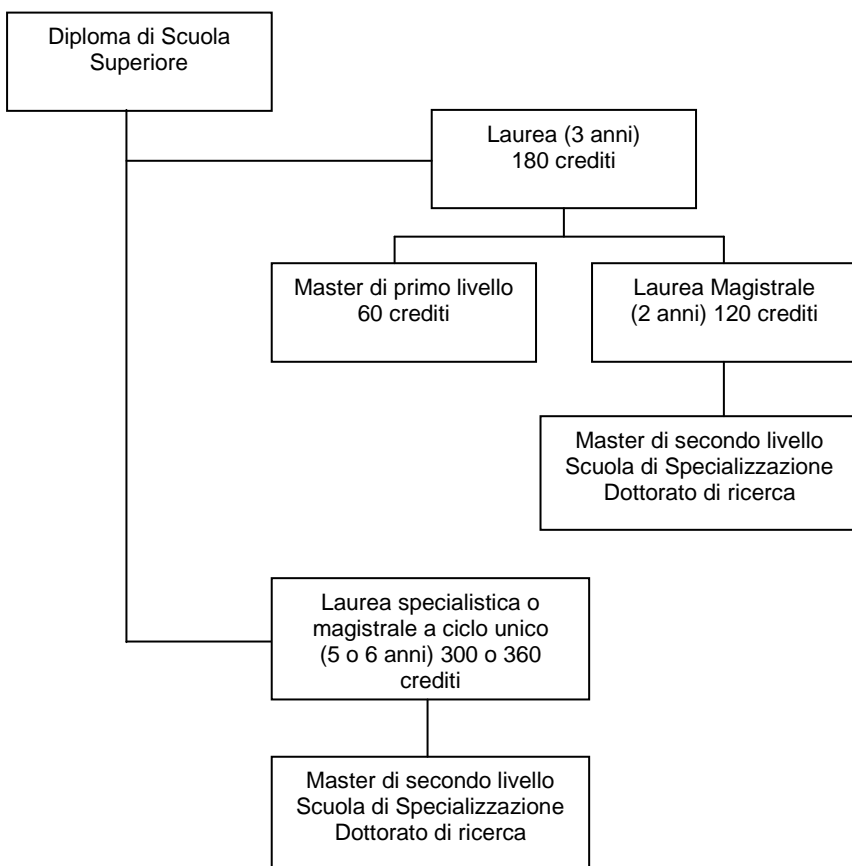 Diploma di Scuola
Superiore
Laurea (3 anni)
180 crediti
Master di primo livello
60 crediti
Laurea Magistrale
(2 anni) 120 crediti
Master di secondo livello
Scuola di Specializzazione
Dottorato di ricerca
Laurea specialistica o
magistrale a ciclo unico
(5 o 6 anni) 300 o 360
crediti
Master di secondo livello
Scuola di Specializzazione
Dottorato di ricerca